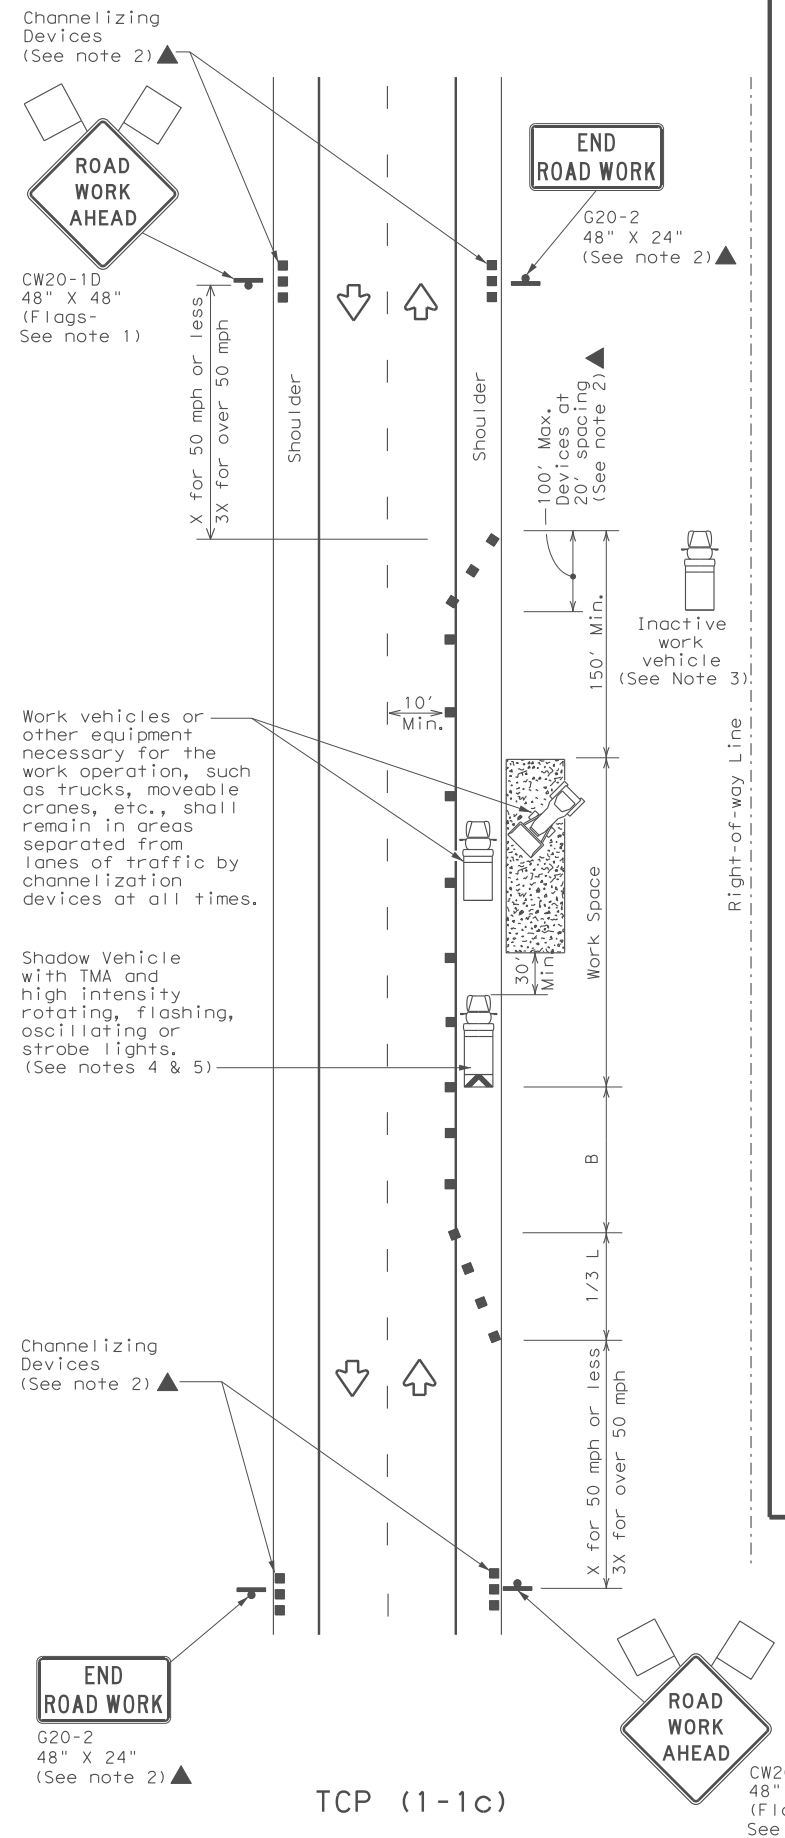 Channelizing
Devices
(See note 2)
ROAD
WORK
AHEAD
CW20-1D
48" X 48"
(Flags-
See note 1)
END
ROAD WORK
G20-2
48" X 24"
(See note 2)
X for 50 mph or less
3X for over 50 mph
Shoulder
Shoulder
100' Max.
Devices at
20' spacing
(See note 2)
150' Min.
Inactive
work
vehicle
(See Note 3)
10'
Min.
Work vehicles or
other equipment
necessary for the
work operation, such
as trucks, moveable
cranes, etc., shall
remain in areas
separated from
lanes of traffic by
channelization
devices at all times.
Right-of-way Line
Work Space
30'
Min.
Shadow Vehicle
with TMA and
high intensity
rotating, flashing,
oscillating or
strobe lights.
(See notes 4 & 5)
B
1/3 L
Channelizing
Devices
(See note 2)
X for 50 mph or less
3X for over 50 mph
END
ROAD WORK
G20-2
48" X 24"
(See note 2)
ROAD
WORK
AHEAD
48"
See
TCP (1-1c)